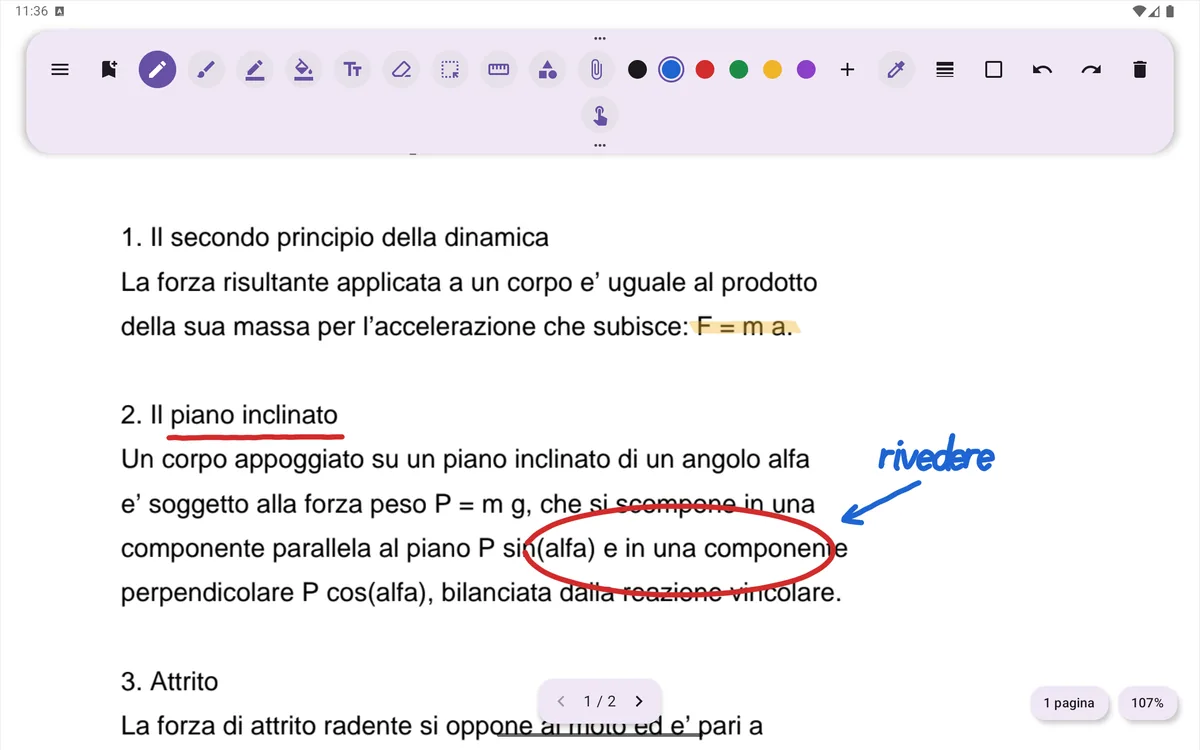 11:36 A
Tт
1. Il secondo principio della dinamica
La forza risultante applicata a un corpo e’ uguale al prodotto
della sua massa per l’accelerazione che subisce: F = m a.
2. Il piano inclinato
Un corpo appoggiato su un piano inclinato di un angolo alfa
rivedere
e’ soggetto alla forza peso P = m g, che si scompone in una
componente parallela al piano P sin(alfa) e in una componente
perpendicolare P cos(alfa), bilanciata dalla reazione vincolare.
3. Attrito
1 / 2
1 pagina
107%
La forza di attrito radente si oppone al moto ed e’ pari a